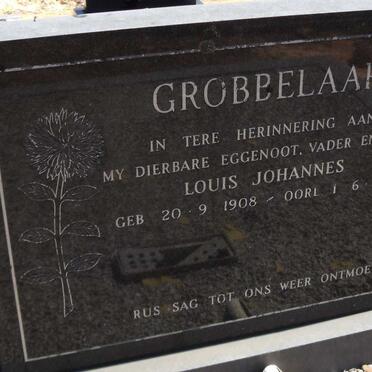 GROBBELAAR
IN TERE HERINNERING AAN
MY DIERBARE EGGENOOT, VADER EN
LOUIS JOHANNES
GEB 20-9 1908 - OORL 1 6
RUS SAG TOT ONS WEER ONTMOE